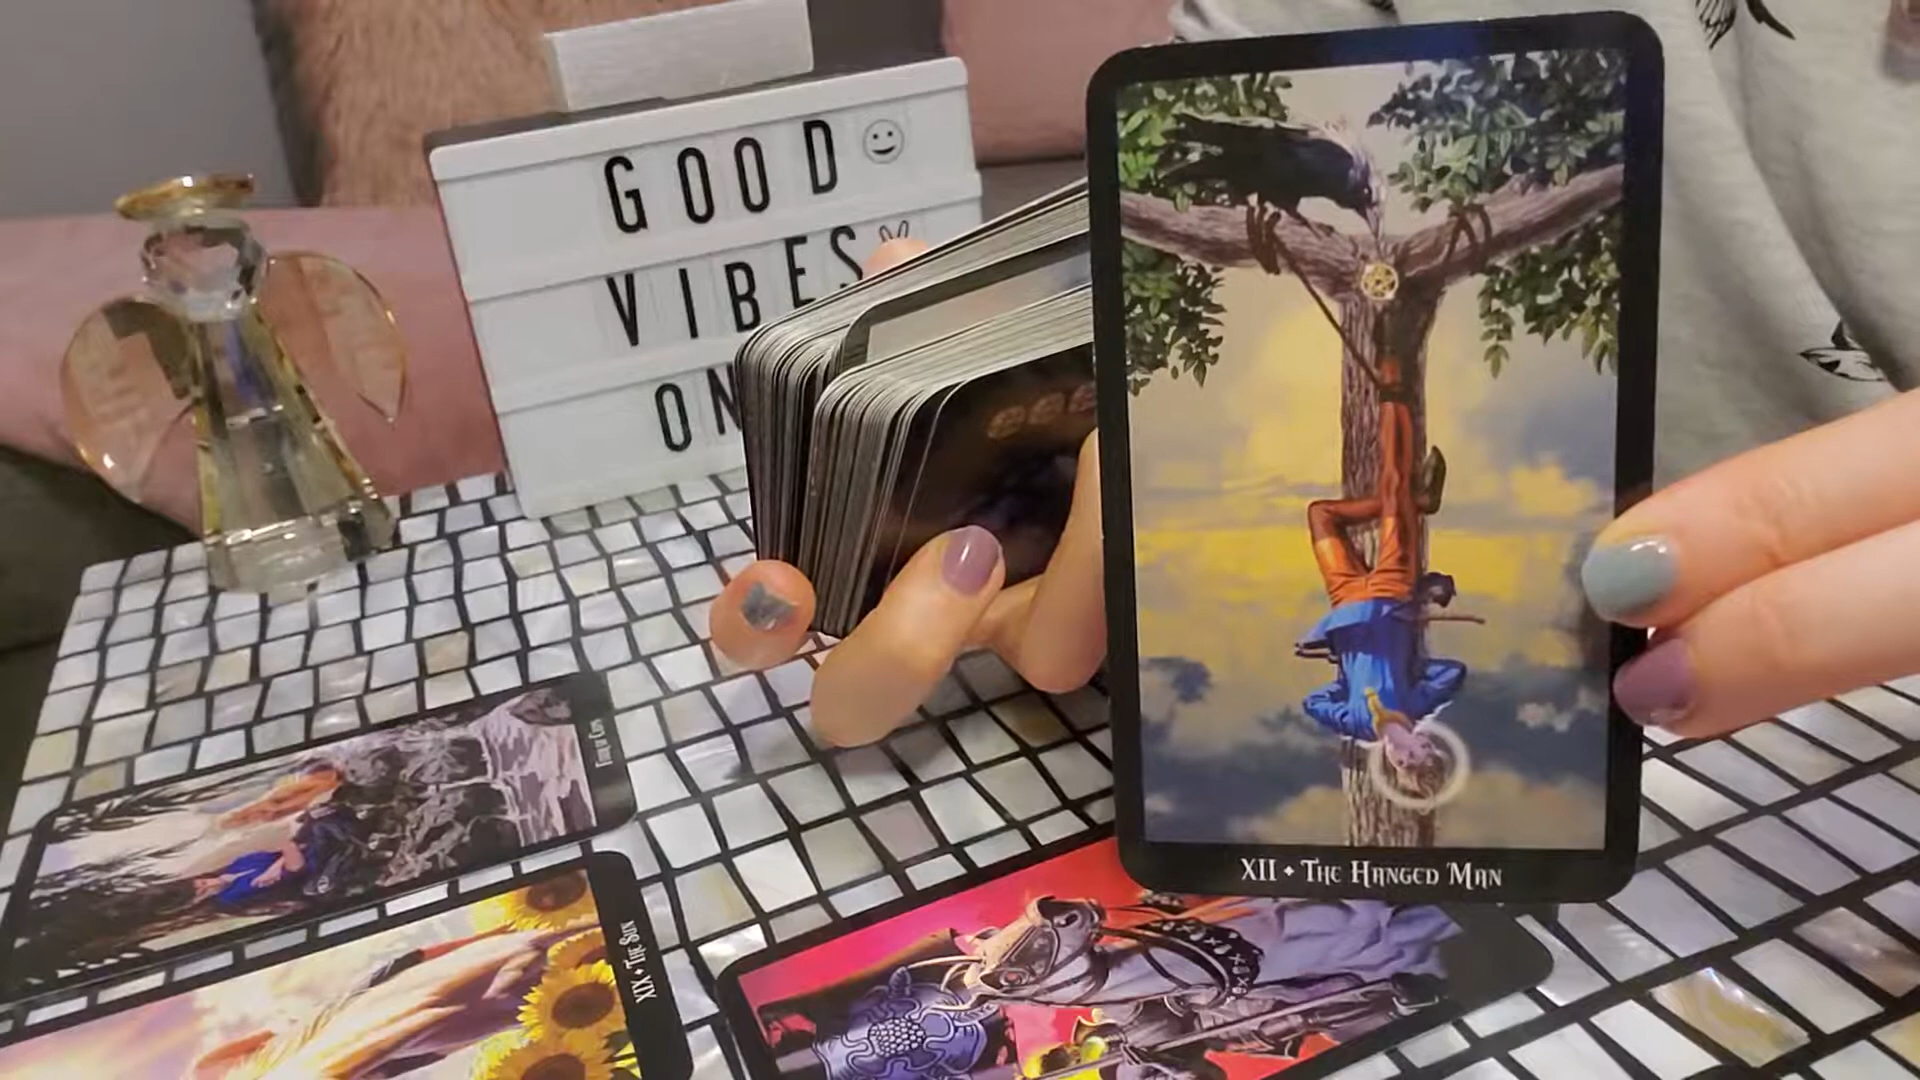 GOOD
VIBES
ON
XII • THE HANGED MAN
XIX • THE SUN